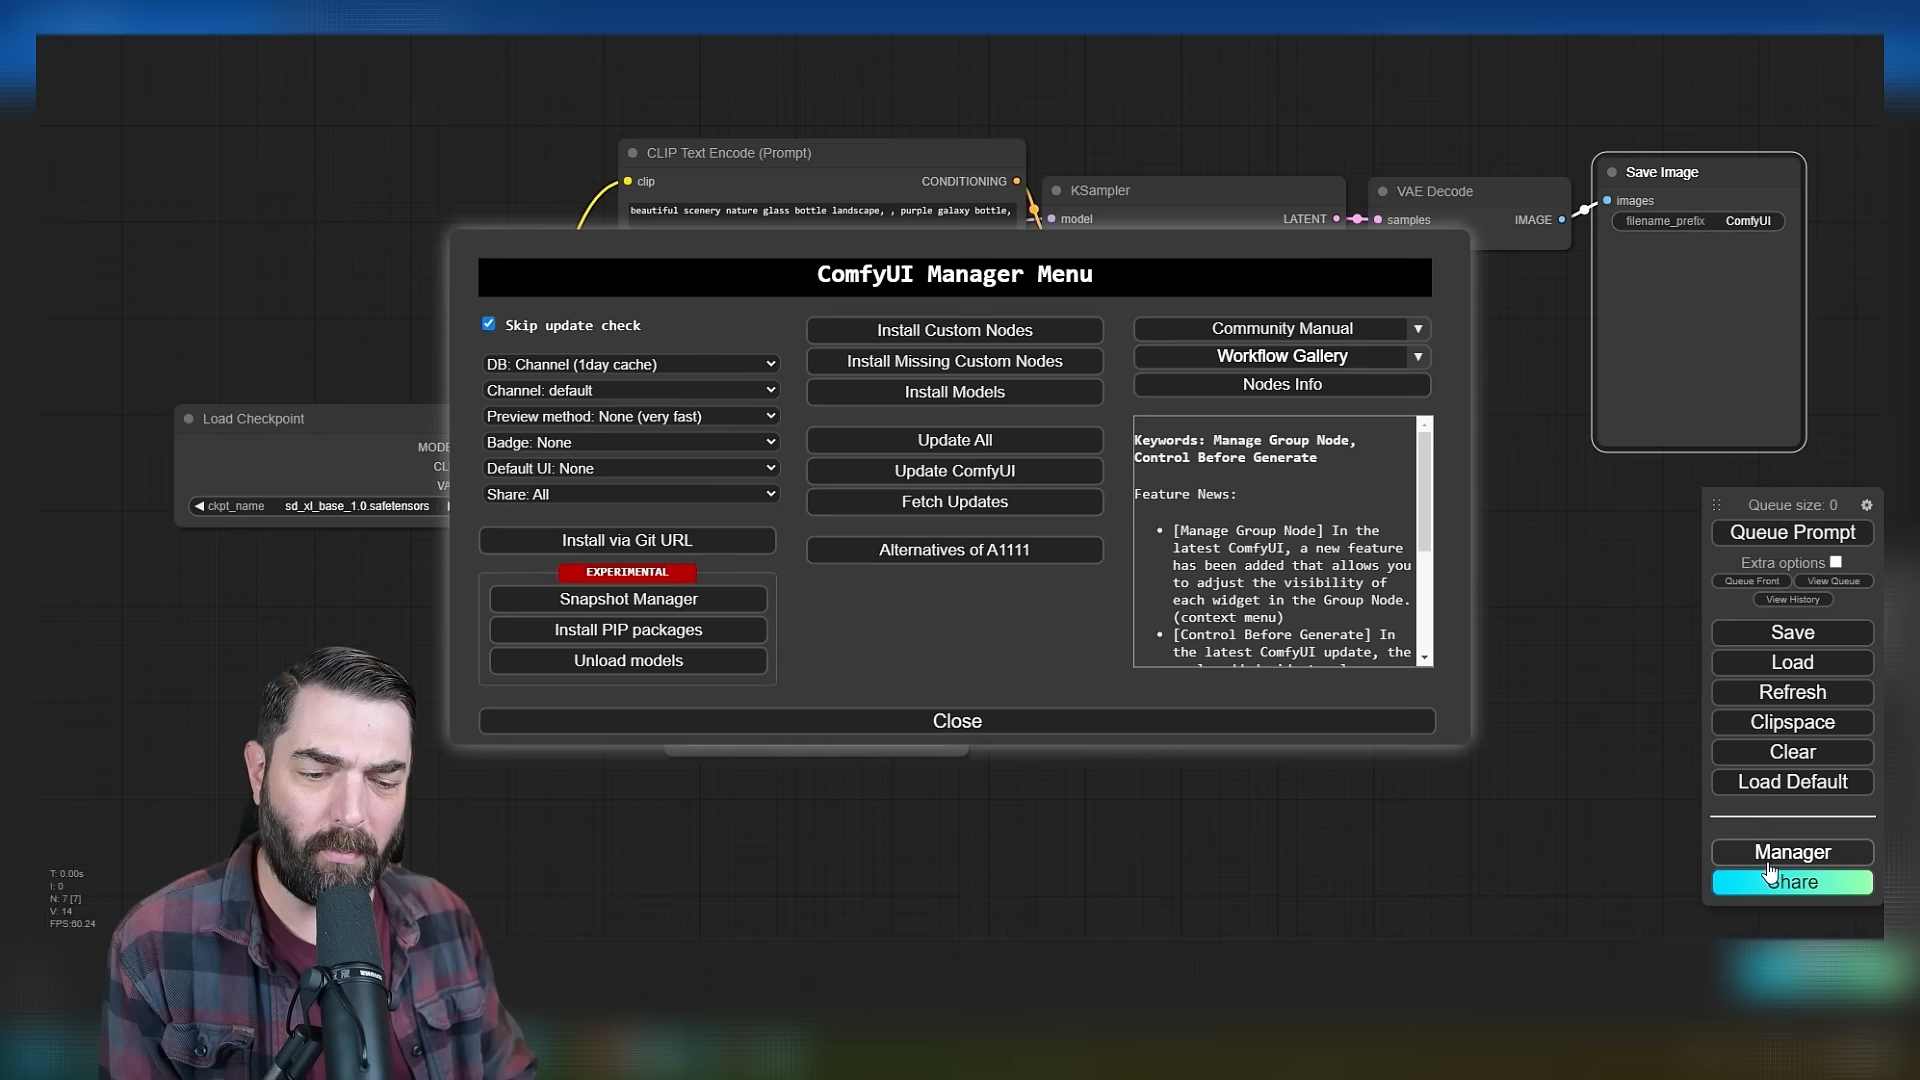 CLIP Text Encode (Prompt)
clip
CONDITIONING
beautiful scenery nature glass bottle landscape, , purple galaxy bottle,
KSampler
model
LATENT
VAE Decode
samples
IMAGE
Save Image
images
filename_prefix ComfyUI
Load Checkpoint
ckpt_name sd_xl_base_1.0.safetensors
ComfyUI Manager Menu
Skip update check
DB: Channel (1day cache)
Channel: default
Preview method: None (very fast)
Badge: None
Default UI: None
Share: All
Install via Git URL
EXPERIMENTAL
Snapshot Manager
Install PIP packages
Unload models
Install Custom Nodes
Install Missing Custom Nodes
Install Models
Update All
Update ComfyUI
Fetch Updates
Alternatives of A1111
Community Manual
Workflow Gallery
Nodes Info
Keywords: Manage Group Node,
Control Before Generate
Feature News:
[Manage Group Node] In the
latest ComfyUI, a new feature
has been added that allows you
to adjust the visibility of
each widget in the Group Node.
(context menu)
[Control Before Generate] In
the latest ComfyUI update, the
Close
Queue size: 0
Queue Prompt
Extra options
Queue Front
View Queue
View History
Save
Load
Refresh
Clipspace
Clear
Load Default
Manager
Share
T: 0.00s
I: 0
N: 7 [7]
V: 14
FPS:60.24